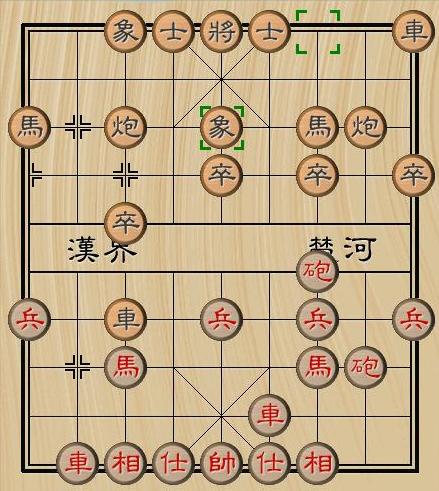 象士將士車
馬炮象馬炮
卒卒卒
卒
漢界 楚河
砲
兵車兵兵兵
馬馬砲
車
車相仕帥仕相